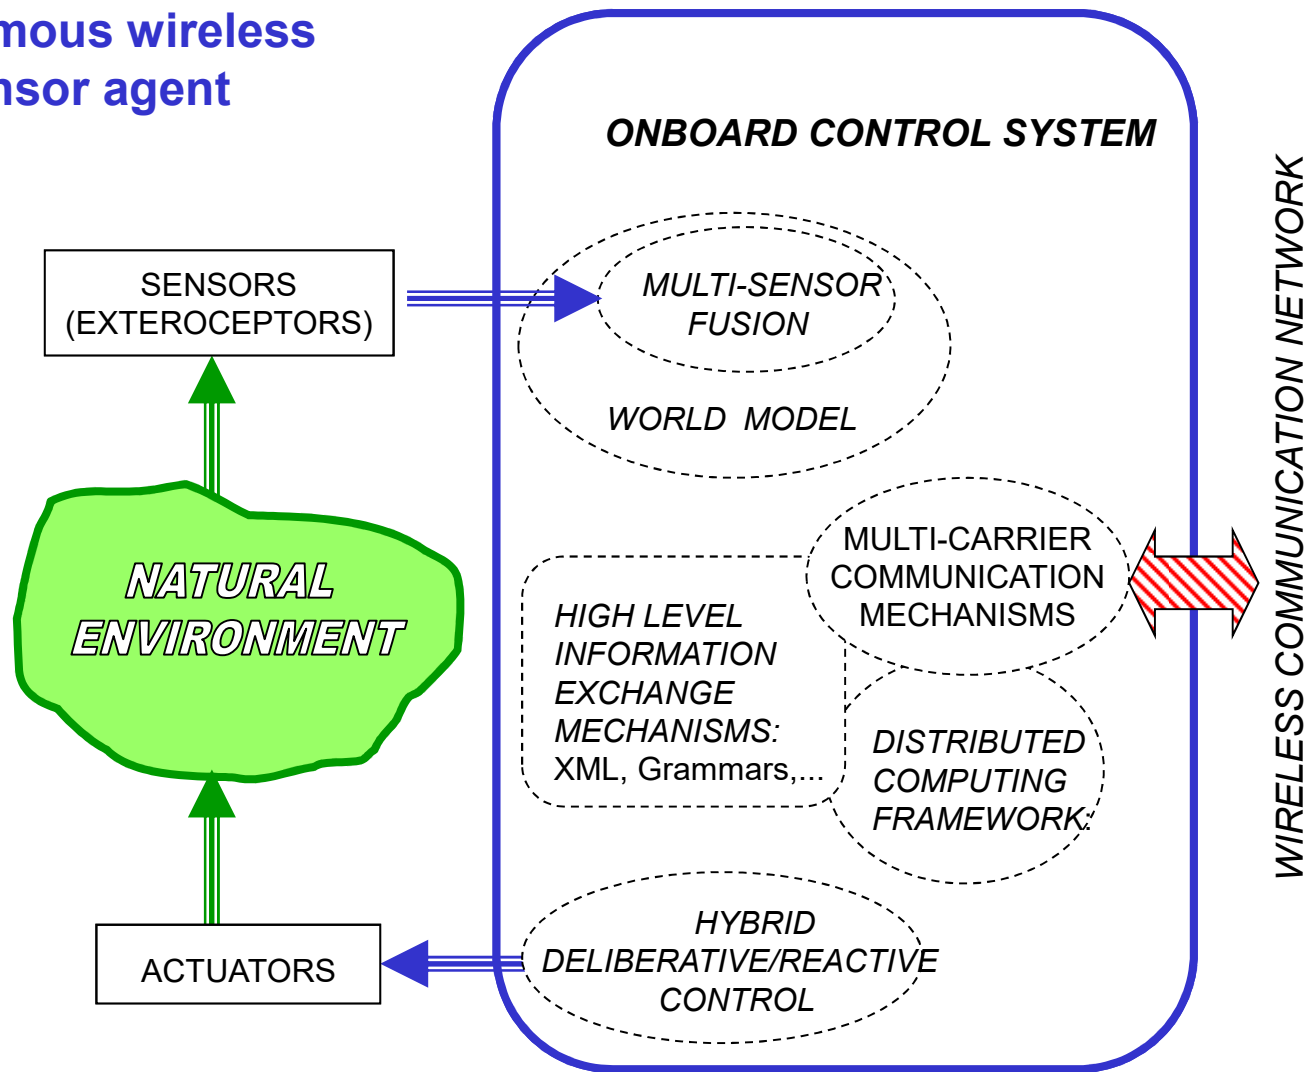 mous wireless
nsor agent
ONBOARD CONTROL SYSTEM
SENSORS
(EXTEROCEPTORS)
MULTI-SENSOR
FUSION
WORLD MODEL
NATURAL
ENVIRONMENT
MULTI-CARRIER
COMMUNICATION
MECHANISMS
HIGH LEVEL
INFORMATION
EXCHANGE
MECHANISMS:
XML, Grammars,...
DISTRIBUTED
COMPUTING
FRAMEWORK:
HYBRID
DELIBERATIVE/REACTIVE
CONTROL
ACTUATORS
WIRELESS COMMUNICATION NETWORK